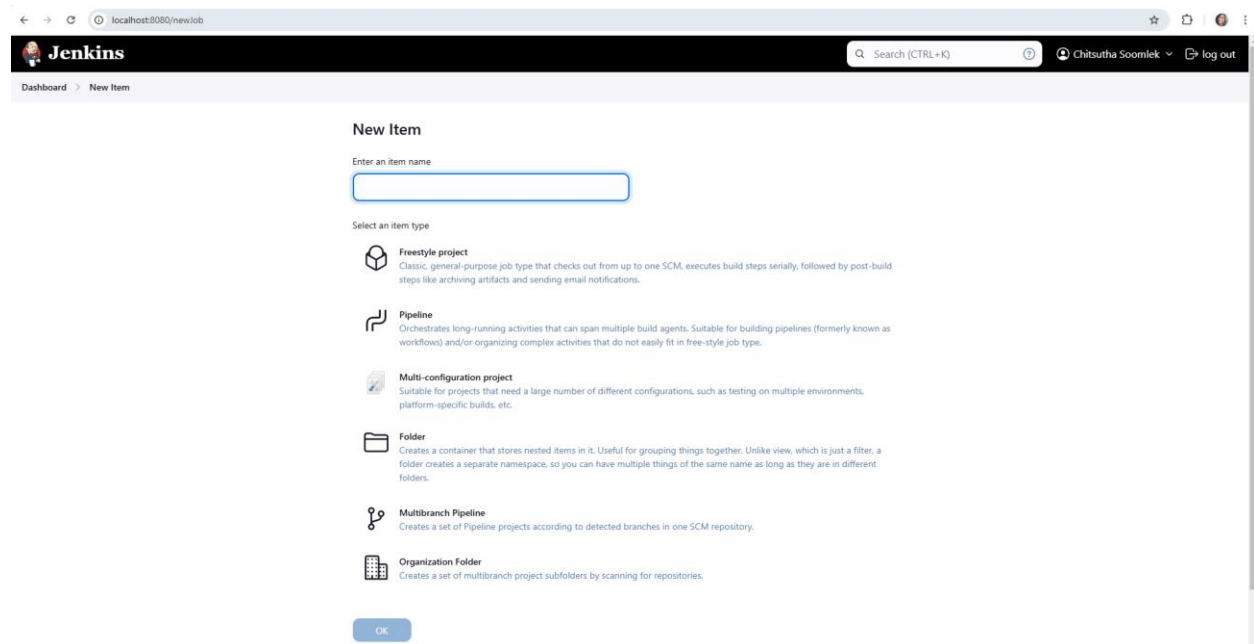 localhost:8080/newJob
Jenkins
Search (CTRL+K)
?
Chitsutha Soomlek
log out
Dashboard > New Item
New Item
Enter an item name
Select an item type
Freestyle project
Classic, general-purpose job type that checks out from up to one SCM, executes build steps serially, followed by post-build
steps like archiving artifacts and sending email notifications.
Pipeline
Orchestrates long-running activities that can span multiple build agents. Suitable for building pipelines (formerly known as
workflows) and/or organizing complex activities that do not easily fit in free-style job type.
Multi-configuration project
Suitable for projects that need a large number of different configurations, such as testing on multiple environments,
platform-specific builds, etc.
Folder
Creates a container that stores nested items in it. Useful for grouping things together. Unlike view, which is just a filter, a
folder creates a separate namespace, so you can have multiple things of the same name as long as they are in different
folders.
Multibranch Pipeline
Creates a set of Pipeline projects according to detected branches in one SCM repository.
Organization Folder
Creates a set of multibranch project subfolders by scanning for repositories.
OK